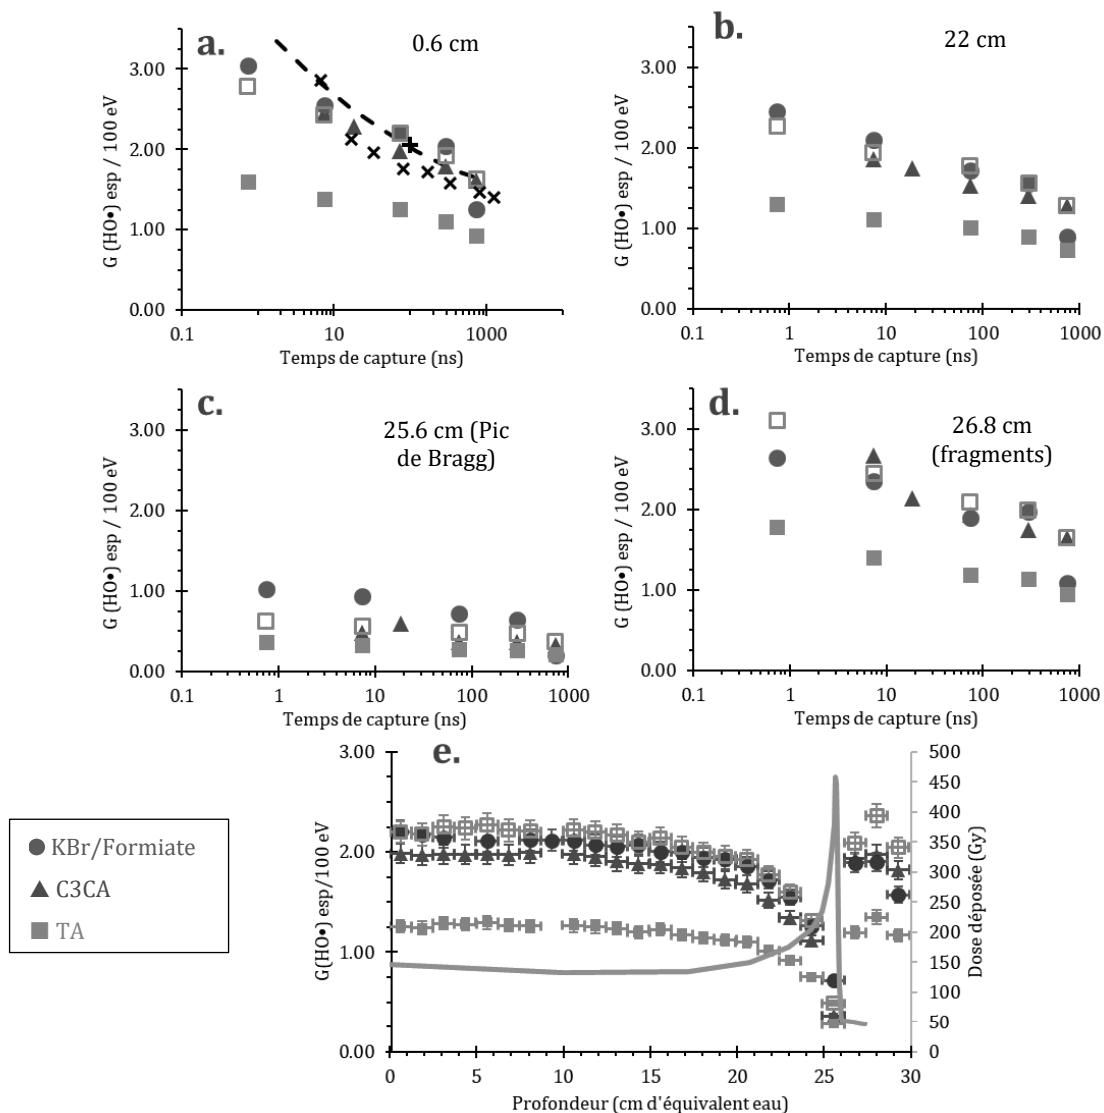 a.
0.6 cm
G (HO•) esp / 100 eV
3.00
2.00
1.00
0.00
0.1
10
1000
Temps de capture (ns)
b.
22 cm
G (HO•) esp / 100 eV
3.00
2.00
1.00
0.00
0.1
1
10
100
1000
Temps de capture (ns)
c.
25.6 cm (Pic
de Bragg)
G (HO•) esp / 100 eV
3.00
2.00
1.00
0.00
0.1
1
10
100
1000
Temps de capture (ns)
d.
26.8 cm
(fragments)
G (HO•) esp / 100 eV
3.00
2.00
1.00
0.00
0.1
1
10
100
1000
Temps de capture (ns)
KBr/Formiate
C3CA
TA
e.
G(HO•) esp/100 eV
3.00
2.00
1.00
0.00
0
5
10
15
20
25
30
Profondeur (cm d'équivalent eau)
500
450
400
350
300
250
200
150
100
50
0
Dose déposée (Gy)